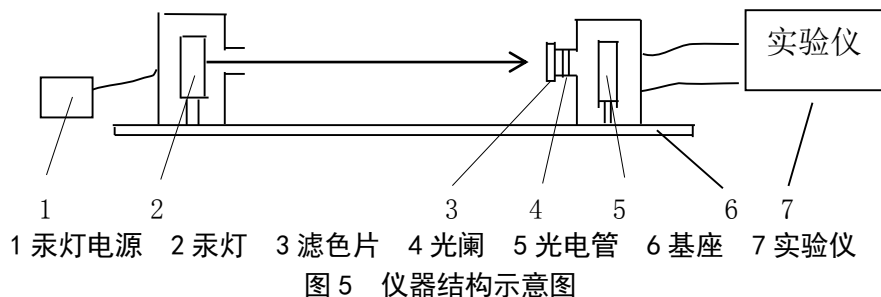 实验仪
1 2 3 4 5 6 7
1 汞灯电源 2 汞灯 3 滤色片 4 光阑 5 光电管 6 基座 7 实验仪
图 5 仪器结构示意图